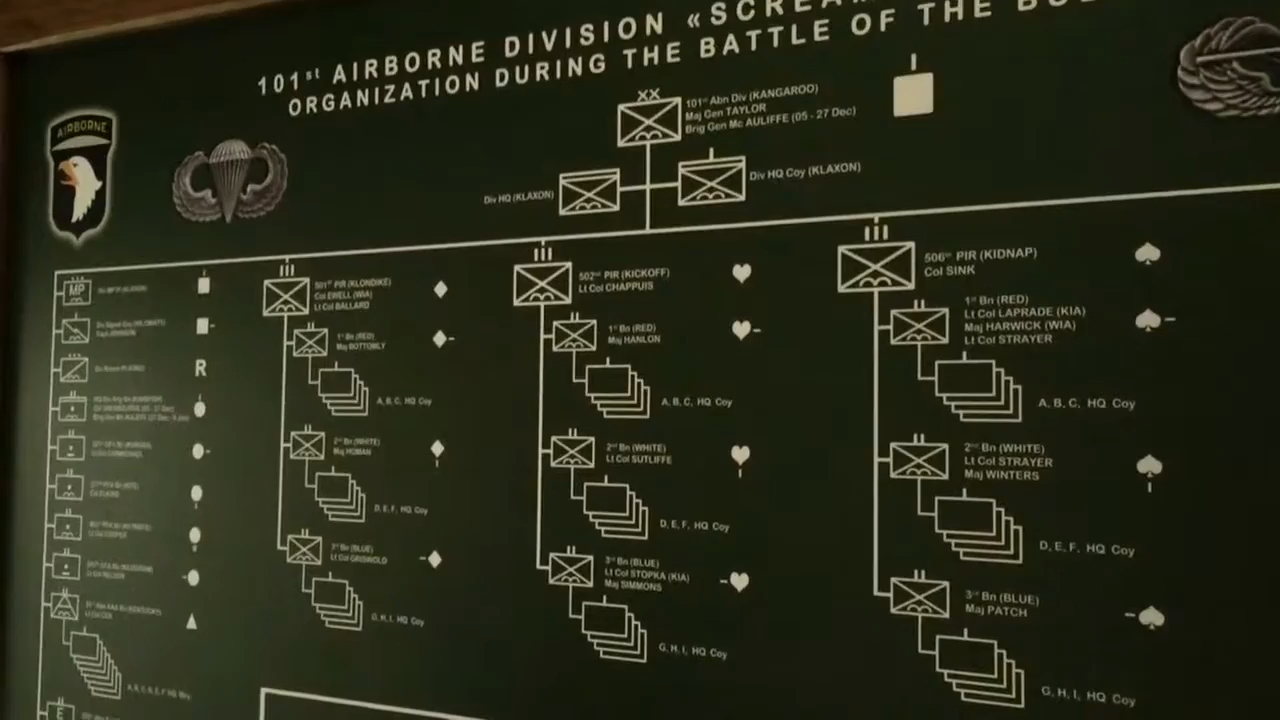 101st AIRBORNE DIVISION «SCREAM
ORGANIZATION DURING THE BATTLE OF THE
AIRBORNE
XX
101st Abn Div (KANGAROO)
Maj Gen TAYLOR
Brig Gen Mc AULIFFE (05 - 27 Dec)
Div HQ (KLAXON)
Div HQ Coy (KLAXON)
MP
R
A, B, C, D, E, F HQ Btry
E
501st PIR (KLONDIKE)
Col EWELL (WIA)
Lt Col BALLARD
1st Bn (RED)
Maj BOTTOMLY
A, B, C, HQ Coy
2nd Bn (WHITE)
Maj HOMAN
D, E, F, HQ Coy
3rd Bn (BLUE)
Lt Col GRISWOLD
G, H, I, HQ Coy
502nd PIR (KICKOFF)
Lt Col CHAPPUIS
1st Bn (RED)
Maj HANLON
A, B, C, HQ Coy
2nd Bn (WHITE)
Lt Col SUTLIFFE
D, E, F, HQ Coy
3rd Bn (BLUE)
Lt Col STOPKA (KIA)
Maj SIMMONS
G, H, I, HQ Coy
506th PIR (KIDNAP)
Col SINK
1st Bn (RED)
Lt Col LAPRADE (KIA)
Maj HARWICK (WIA)
Lt Col STRAYER
A, B, C, HQ Coy
2nd Bn (WHITE)
Lt Col STRAYER
Maj WINTERS
D, E, F, HQ Coy
3rd Bn (BLUE)
Maj PATCH
G, H, I, HQ Coy